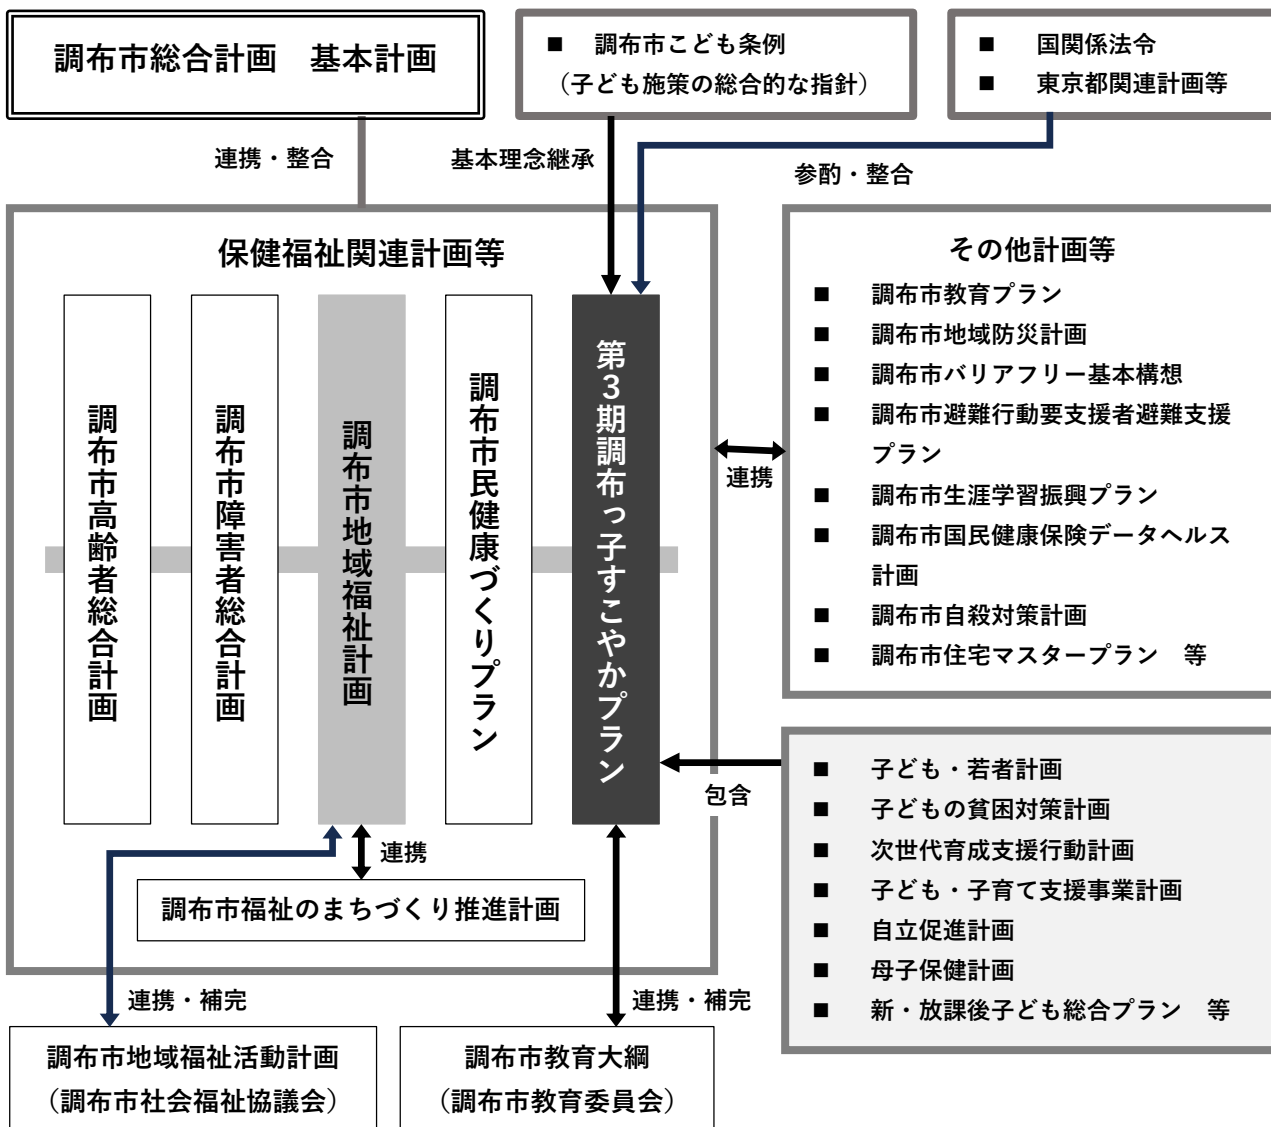 調布市総合計画　基本計画
■ 調布市こども条例
（子ども施策の総合的な指針）
■ 国関係法令
■ 東京都関連計画等
連携・整合
基本理念継承
参酌・整合
保健福祉関連計画等
調布市高齢者総合計画
調布市障害者総合計画
調布市地域福祉計画
調布市民健康づくりプラン
第３期調布っ子すこやかプラン
連携
その他計画等
■ 調布市教育プラン
■ 調布市地域防災計画
■ 調布市バリアフリー基本構想
■ 調布市避難行動要支援者避難支援
プラン
■ 調布市生涯学習振興プラン
■ 調布市国民健康保険データヘルス
計画
■ 調布市自殺対策計画
■ 調布市住宅マスタープラン　等
包含
■ 子ども・若者計画
■ 子どもの貧困対策計画
■ 次世代育成支援行動計画
■ 子ども・子育て支援事業計画
■ 自立促進計画
■ 母子保健計画
■ 新・放課後子ども総合プラン　等
連携
調布市福祉のまちづくり推進計画
連携・補完
連携・補完
調布市地域福祉活動計画
（調布市社会福祉協議会）
調布市教育大綱
（調布市教育委員会）